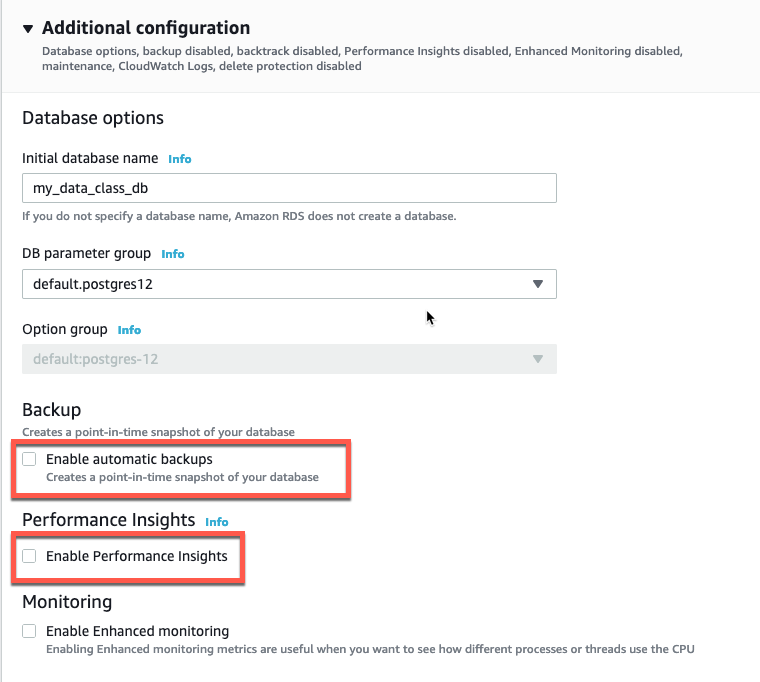 Additional configuration
Database options, backup disabled, backtrack disabled, Performance Insights disabled, Enhanced Monitoring disabled,
maintenance, CloudWatch Logs, delete protection disabled
Database options
Initial database name Info
my_data_class_db
If you do not specify a database name, Amazon RDS does not create a database.
DB parameter group Info
default.postgres12
Option group Info
default:postgres-12
Backup
Creates a point-in-time snapshot of your database
Enable automatic backups
Creates a point-in-time snapshot of your database
Performance Insights Info
Enable Performance Insights
Monitoring
Enable Enhanced monitoring
Enabling Enhanced monitoring metrics are useful when you want to see how different processes or threads use the CPU